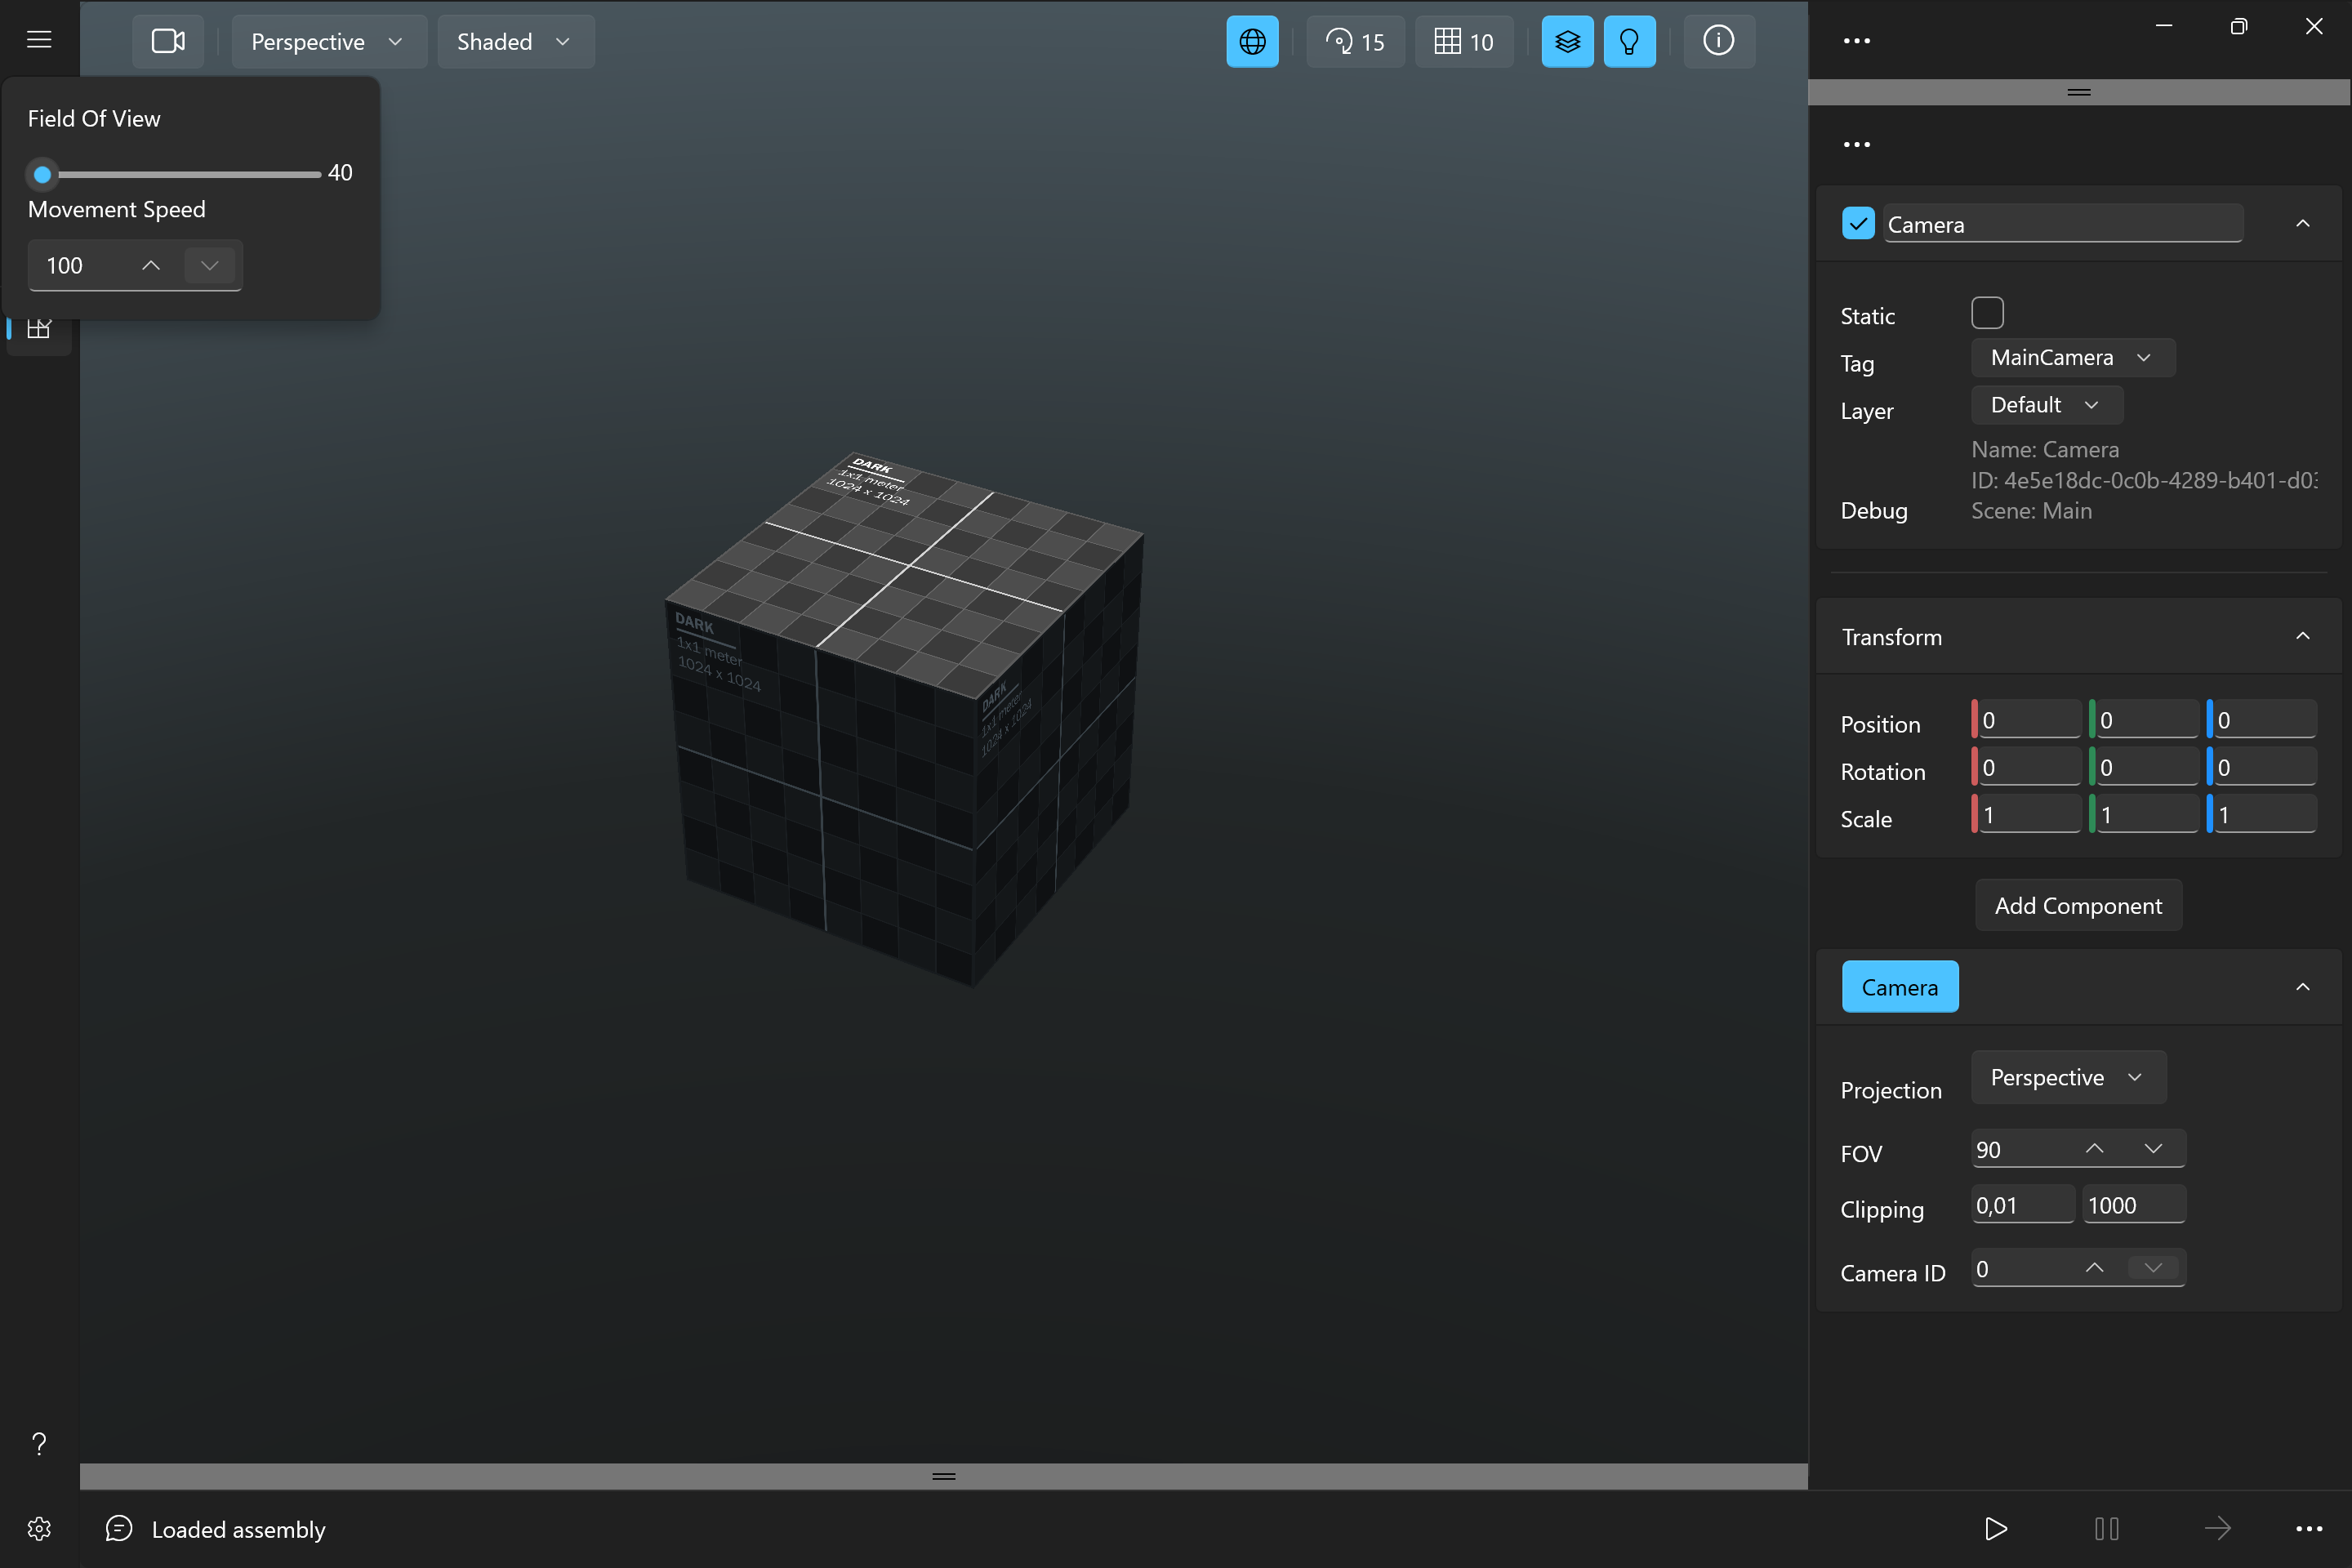 Perspective
Shaded
15
10
Field Of View
40
Movement Speed
100
DARK
1x1 meter
1024 x 1024
DARK
1x1 meter
1024 x 1024
DARK
1x1 meter
1024 x 1024
Camera
Static
Tag
MainCamera
Layer
Default
Name: Camera
ID: 4e5e18dc-0c0b-4289-b401-d0
Debug
Scene: Main
Transform
Position
0
0
0
Rotation
0
0
0
Scale
1
1
1
Add Component
Camera
Projection
Perspective
FOV
90
Clipping
0,01
1000
Camera ID
0
Loaded assembly